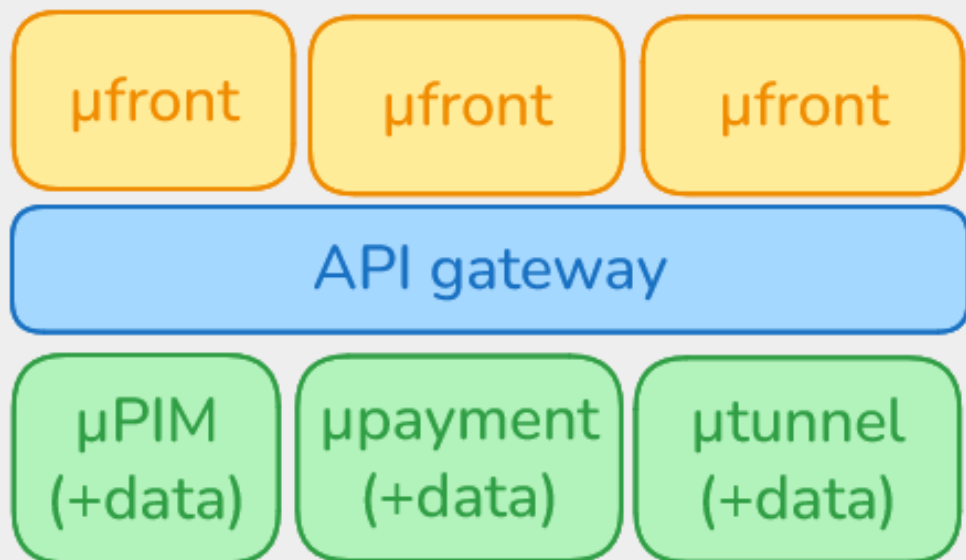 µfront
µfront
µfront
API gateway
µPIM
(+data)
µpayment
(+data)
µtunnel
(+data)